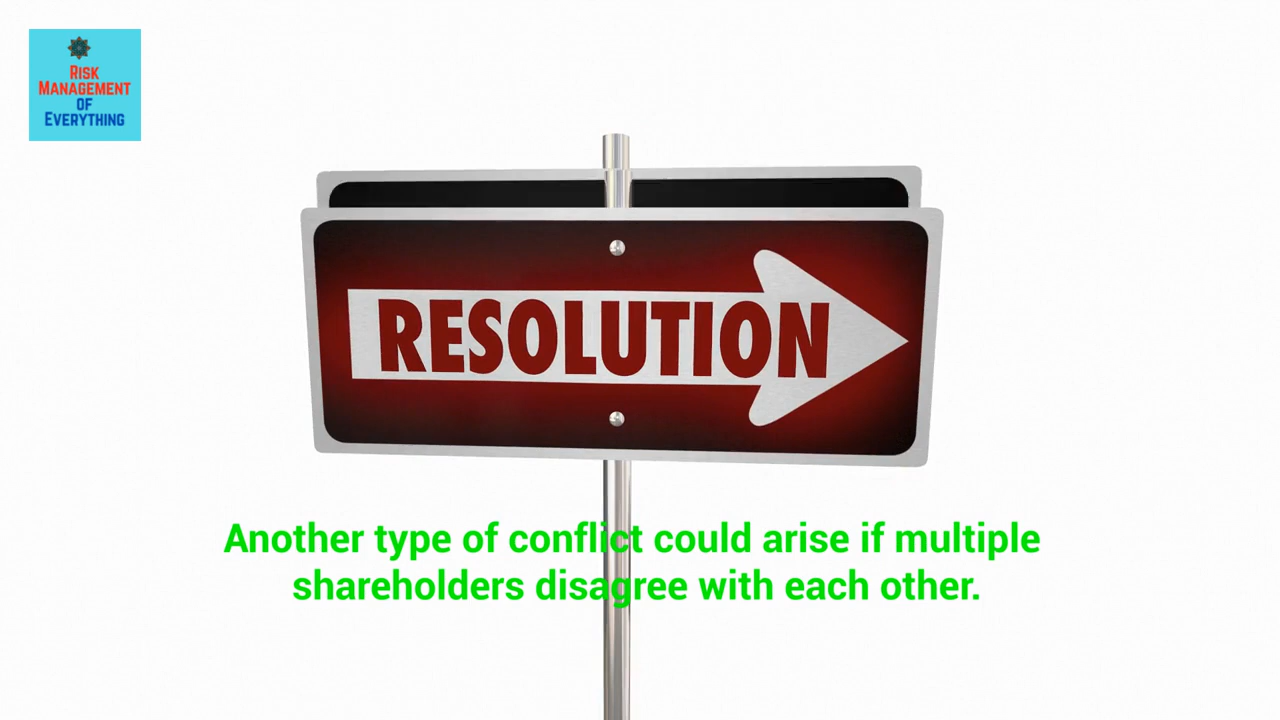 Risk
Management
of
Everything
RESOLUTION
Another type of conflict could arise if multiple
shareholders disagree with each other.